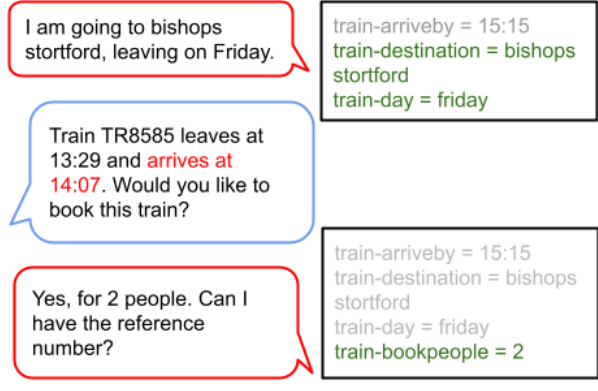 I am going to bishops
stortford, leaving on Friday.
train-arriveby = 15:15
train-destination = bishops
stortford
train-day = friday
Train TR8585 leaves at
13:29 and arrives at
14:07. Would you like to
book this train?
Yes, for 2 people. Can I
have the reference
number?
train-arriveby = 15:15
train-destination = bishops
stortford
train-day = friday
train-bookpeople = 2